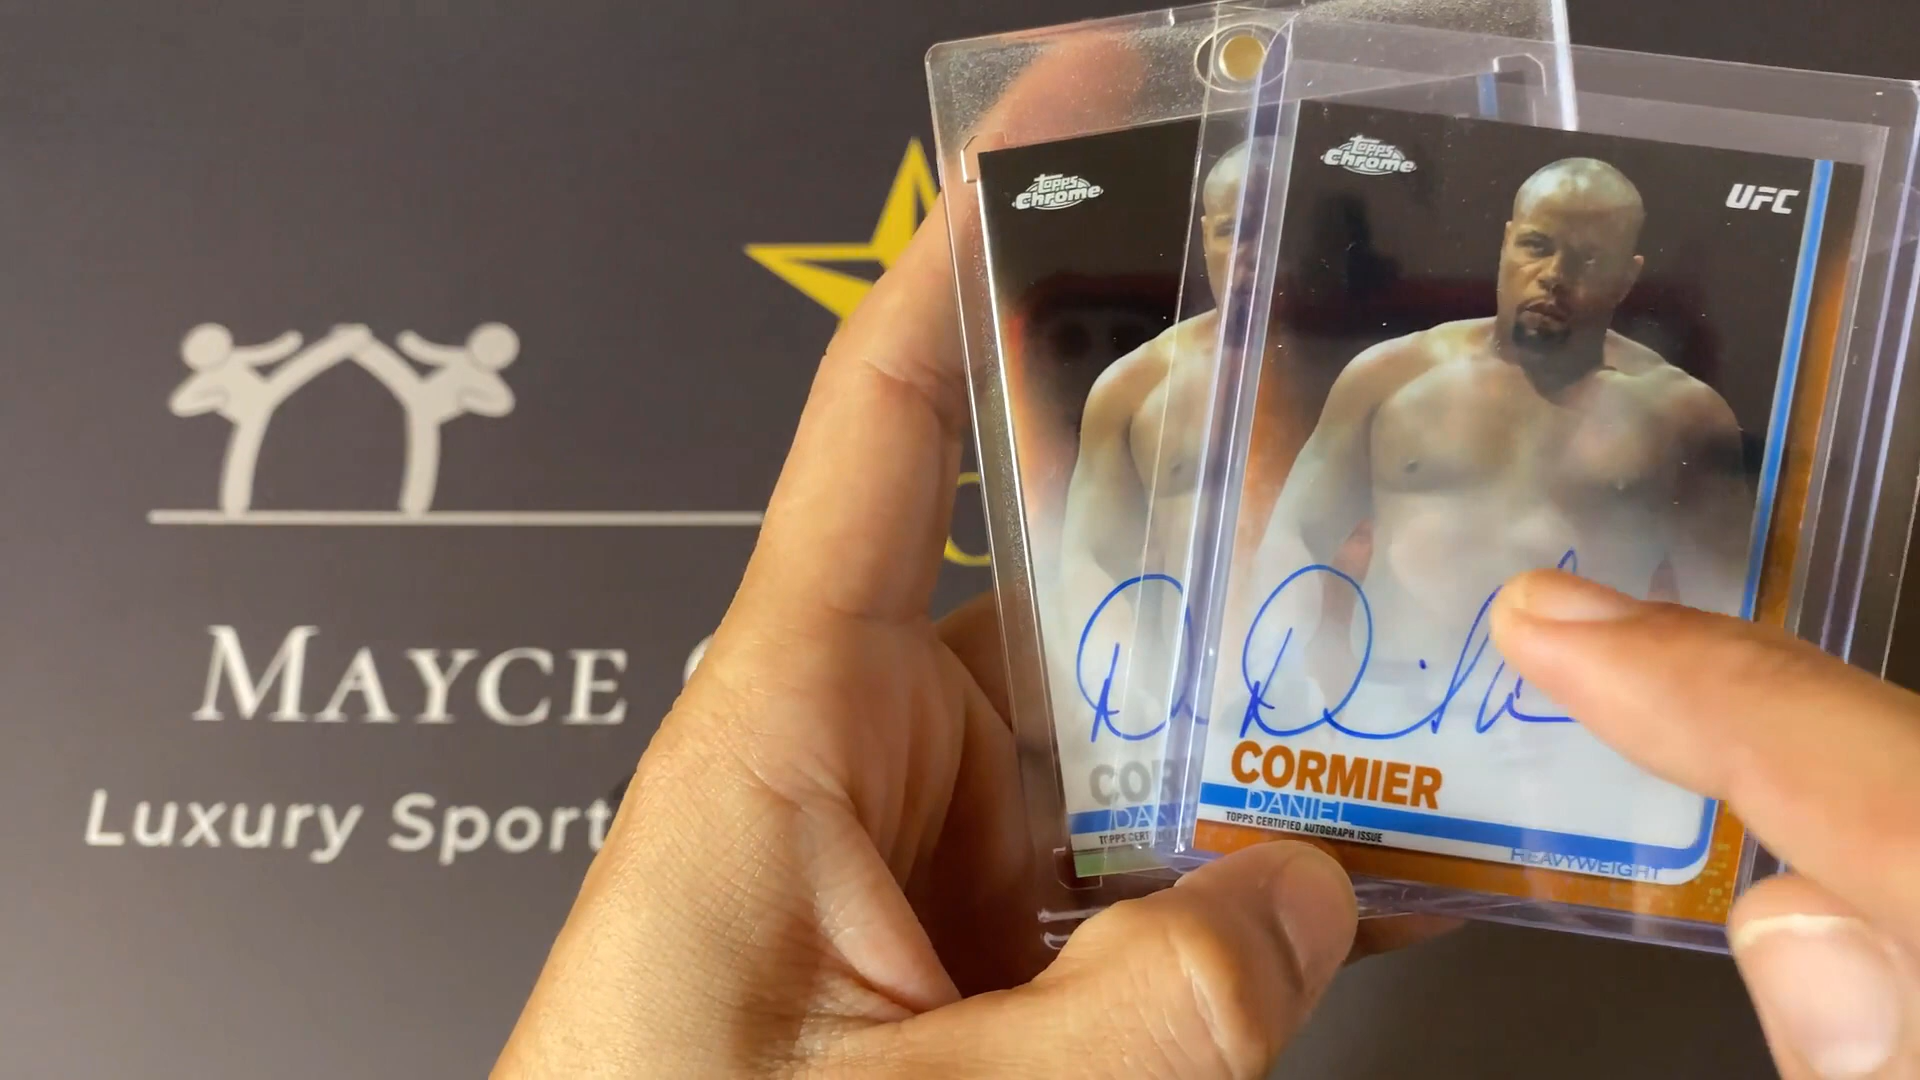 MAYCE
Luxury Sport
Topps
Chrome
COR
DAN
TOPPS CERT
Topps
Chrome
UFC
CORMIER
DANIEL
TOPPS CERTIFIED AUTOGRAPH ISSUE
HEAVYWEIGHT